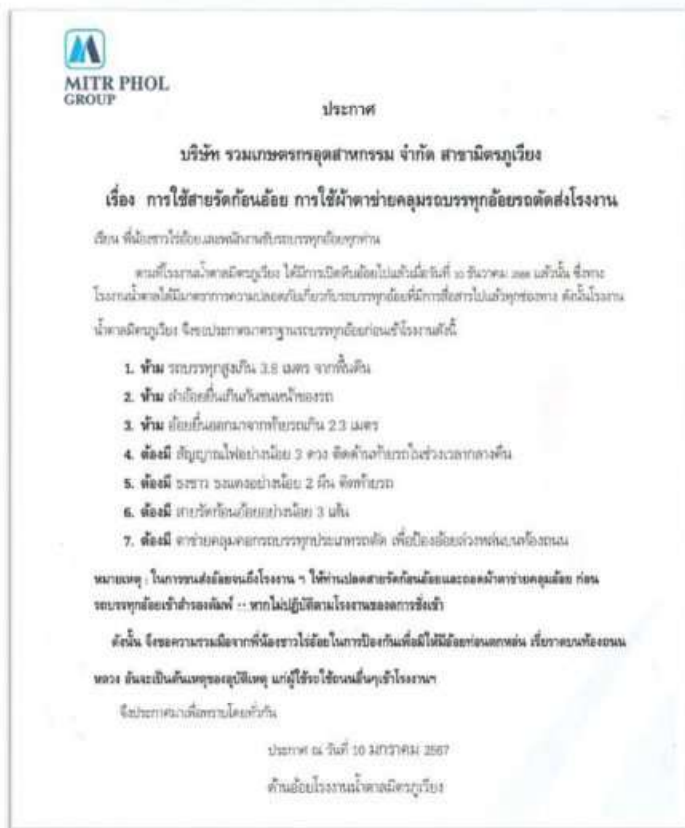 MITR PHOL
GROUP
ประกาศ
บริษัท รวมเกษตรกรอุตสาหกรรม จำกัด สาขามิตรภูเวียง
เรื่อง การใช้สายรัดก้อนอ้อย การใช้ผ้าตาข่ายคลุมรถบรรทุกอ้อยรถตัดส่งโรงงาน
เรียน พี่น้องชาวไร่อ้อยและพนักงานขับรถบรรทุกอ้อยทุกท่าน
ตามที่โรงงานน้ำตาลมิตรภูเวียง ได้มีการเปิดหีบอ้อยไปแล้วเมื่อวันที่ 10 ธันวาคม 2566 แล้วนั้น ซึ่งทาง
โรงงานน้ำตาลได้มีมาตราการความปลอดภัยเกี่ยวกับรถบรรทุกอ้อยที่มีการสื่อสารไปแล้วทุกช่องทาง ดังนั้นโรงงาน
น้ำตาลมิตรภูเวียง จึงขอประกาศมาตราฐานรถบรรทุกอ้อยก่อนเข้าโรงงานดังนี้
1. ห้าม รถบรรทุกสูงเกิน 3.8 เมตร จากพื้นดิน
2. ห้าม ลำอ้อยยื่นเกินกันชนหน้าของรถ
3. ห้าม อ้อยยื่นออกมาจากท้ายรถเกิน 2.3 เมตร
4. ต้องมี สัญญาณไฟอย่างน้อย 3 ดวง ติดด้านท้ายรถในช่วงเวลากลางคืน
5. ต้องมี ธงขาว ธงแดงอย่างน้อย 2 ผืน ติดท้ายรถ
6. ต้องมี สายรัดก้อนอ้อยอย่างน้อย 3 เส้น
7. ต้องมี ตาข่ายคลุมคอกรถบรรทุกประเภทรถตัด เพื่อป้องอ้อยล่วงหล่นบนท้องถนน
หมายเหตุ : ในการขนส่งอ้อยจนถึงโรงงาน ฯ ให้ท่านปลดสายรัดก้อนอ้อยและถอดผ้าตาข่ายคลุมอ้อย ก่อน
รถบรรทุกอ้อยเข้าสำรองดัมพ์ -- หากไม่ปฏิบัติตามโรงงานของดการชั่งเข้า
ดังนั้น จึงขอความรวมมือจากพี่น้องชาวไร่อ้อยในการป้องกันเพื่อมิให้มีอ้อยท่อนตกหล่น เรี่ยราดบนท้องถนน
หลวง อันจะเป็นต้นเหตุของอุบัติเหตุ แก่ผู้ใช้รถใช้ถนนอื่นๆเข้าโรงงานฯ
จึงประกาศมาเพื่อทราบโดยทั่วกัน
ประกาศ ณ วันที่ 10 มกราคม 2567
ด้านอ้อยโรงงานน้ำตาลมิตรภูเวียง